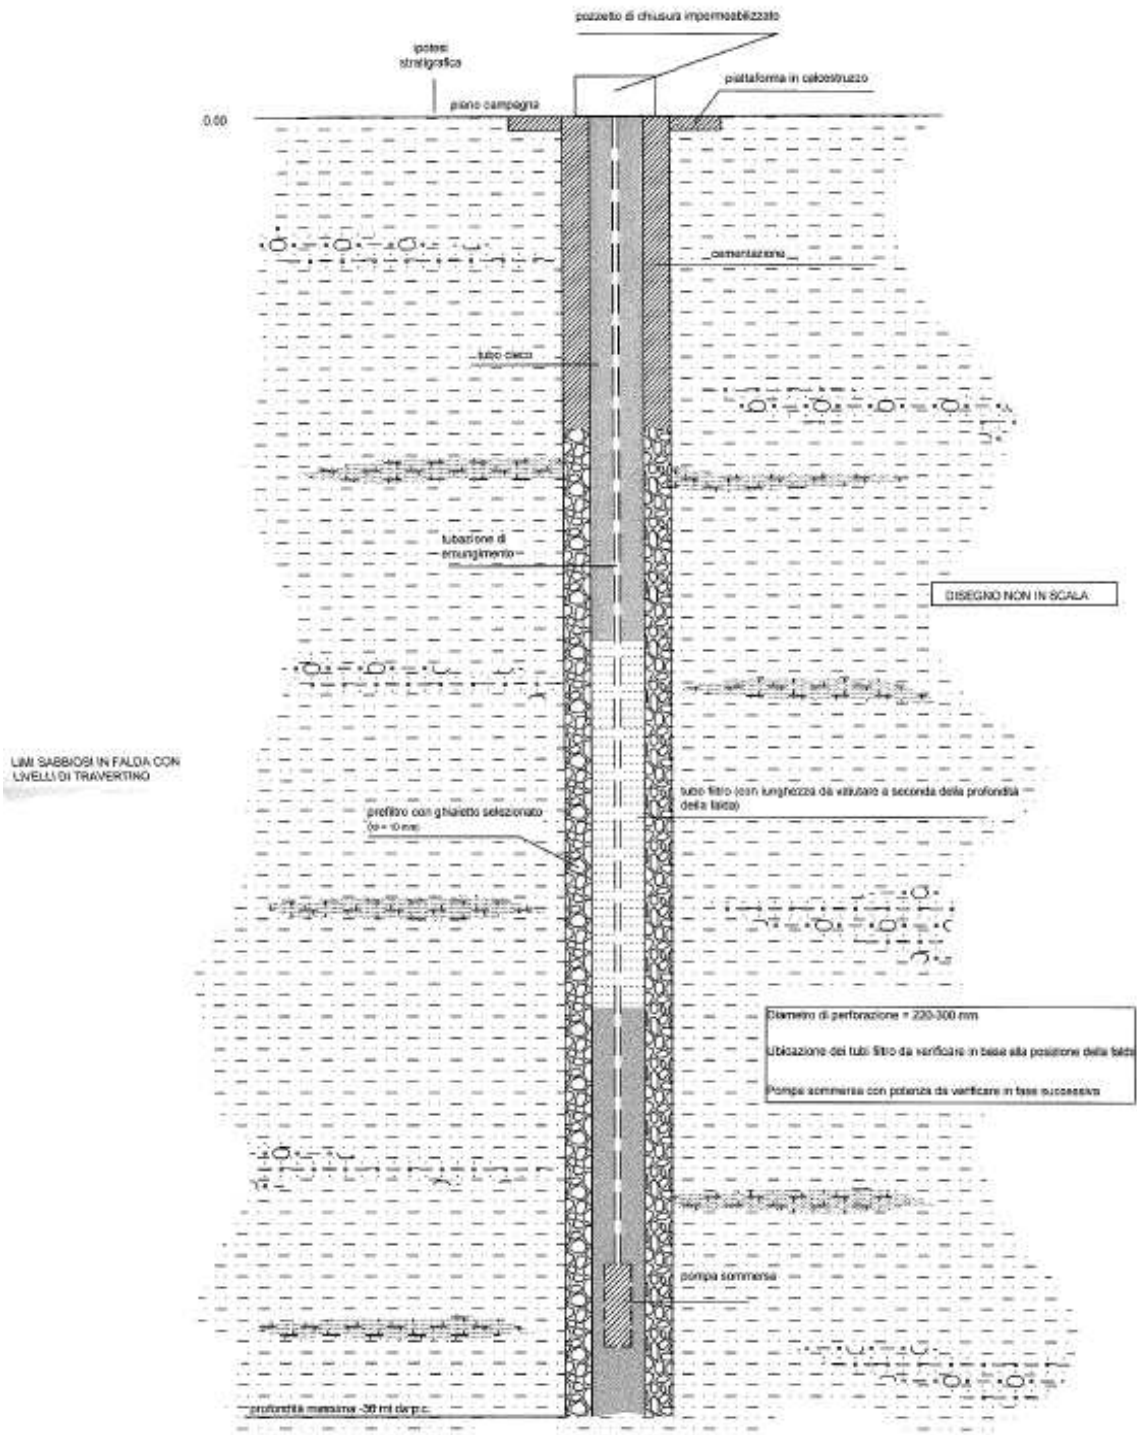 pozzetto di chiusura impermeabilizzato
ipotesi
stratigrafica
piattaforma in calcestruzzo
piano campagna
0.00
cementazione
tubo cieco
tubazione di
emungimento
DISEGNO NON IN SCALA
LIMI SABBIOSI IN FALDA CON
LIVELLI DI TRAVERTINO
tubo filtro (con lunghezza da valutare a seconda della profondità
della falda)
prefiltro con ghiaietto selezionato
Diametro di perforazione = 220-300 mm
Ubicazione dei tubi filtro da verificare in base alla posizione della falda
Pompa sommersa con potenza da verificare in fase successiva
pompa sommersa
profondità massima -30 mt da p.c.